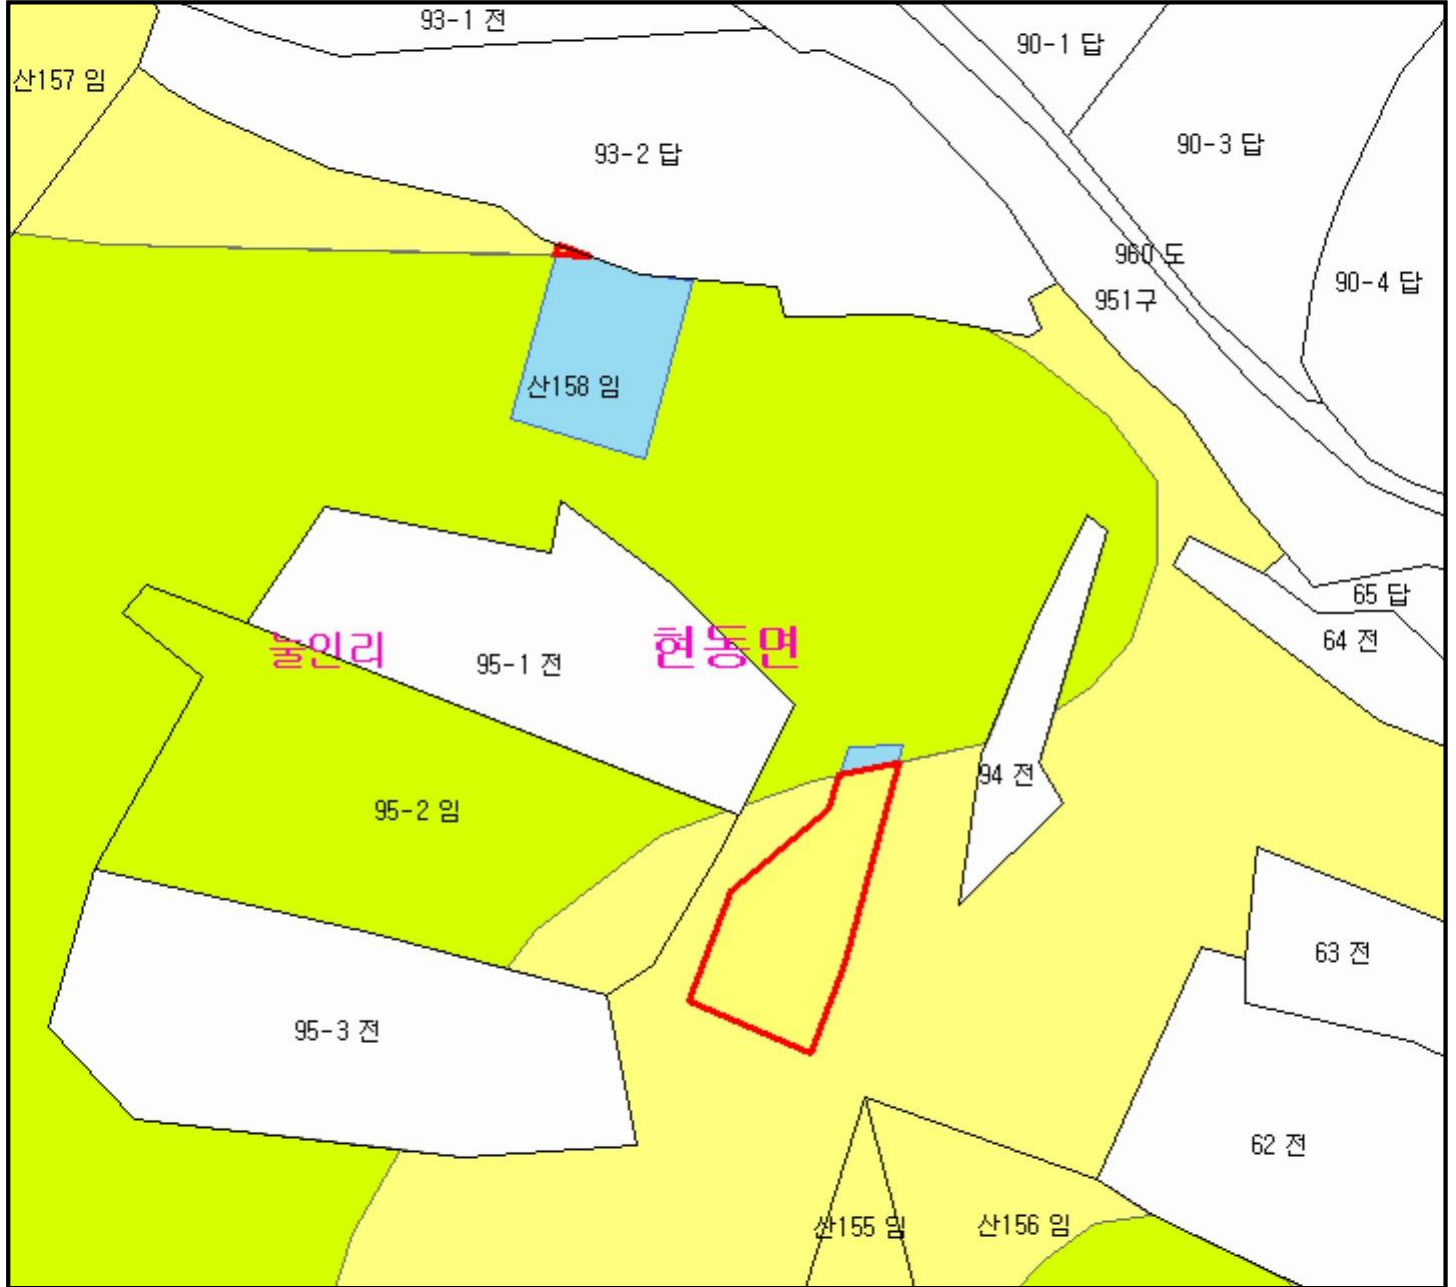 93-1 전
90-1 답
산157 임
90-3 답
93-2 답
960 도
90-4 답
951구
산158 임
65 답
64 전
눌인리
현동면
95-1 전
94 전
95-2 임
63 전
95-3 전
62 전
산155 임
산156 임